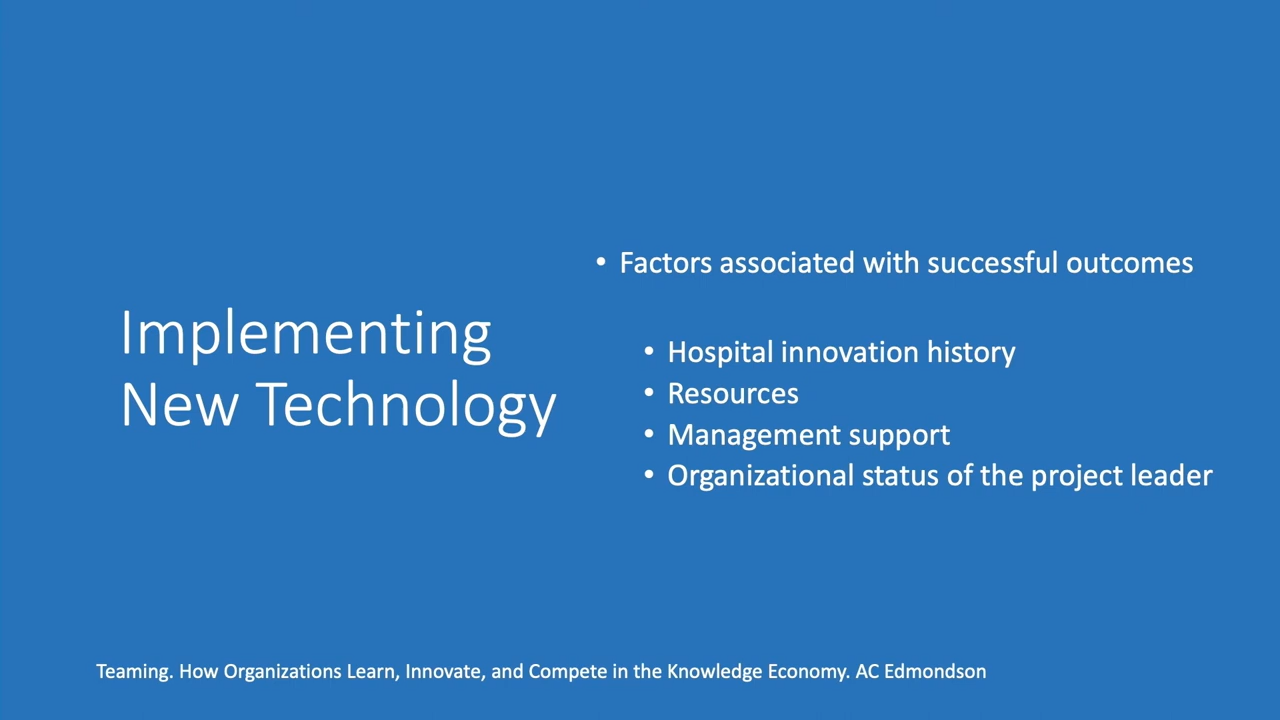 Implementing
New Technology
• Factors associated with successful outcomes
• Hospital innovation history
• Resources
• Management support
• Organizational status of the project leader
Teaming. How Organizations Learn, Innovate, and Compete in the Knowledge Economy. AC Edmondson